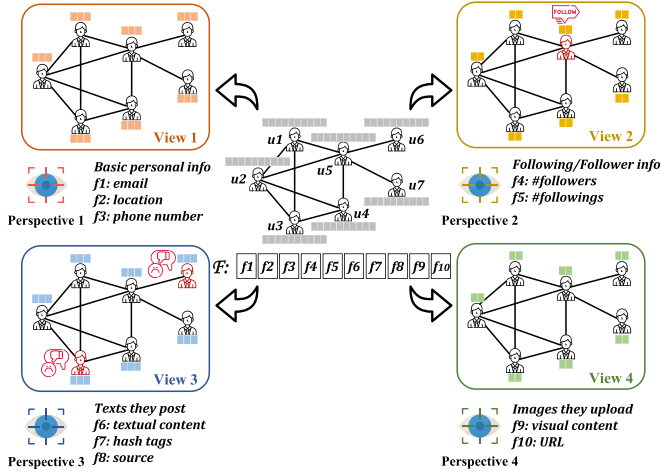 View 1
Basic personal info
f1: email
f2: location
f3: phone number
Perspective 1
FOLLOW
View 2
Following/Follower info
f4: #followers
f5: #followings
Perspective 2
u1
u6
u5
u2
u7
u4
u3
F: f1 f2 f3 f4 f5 f6 f7 f8 f9 f10
View 3
Texts they post
f6: textual content
f7: hash tags
f8: source
Perspective 3
View 4
Images they upload
f9: visual content
f10: URL
Perspective 4